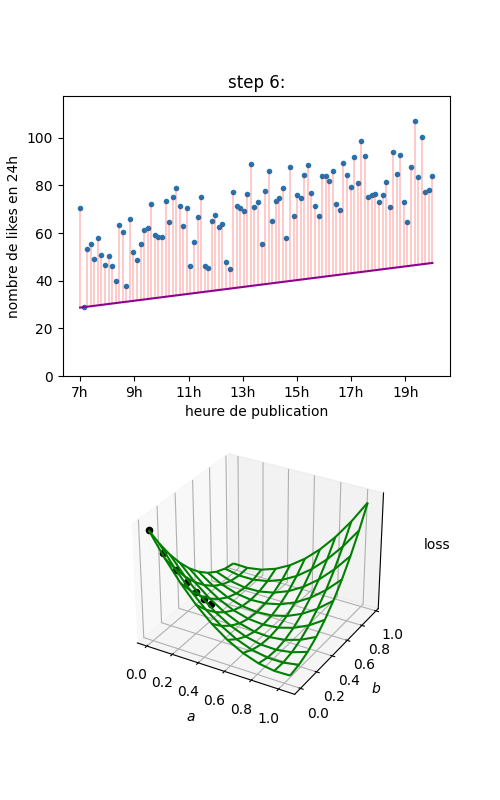 step 6:
nombre de likes en 24h
100
80
60
40
20
0
7h 9h 11h 13h 15h 17h 19h
heure de publication
loss
0.0 0.2 0.4 0.6 0.8 1.0
a
0.0 0.2 0.4 0.6 0.8 1.0
b